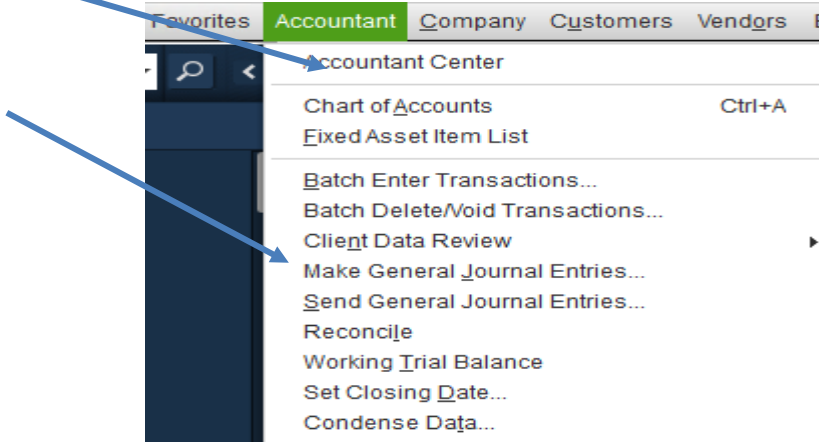 Favorites Accountant Company Customers Vendors
Accountant Center
Chart of Accounts Ctrl+A
Fixed Asset Item List
Batch Enter Transactions...
Batch Delete/Void Transactions...
Client Data Review
Make General Journal Entries...
Send General Journal Entries...
Reconcile
Working Trial Balance
Set Closing Date...
Condense Data...